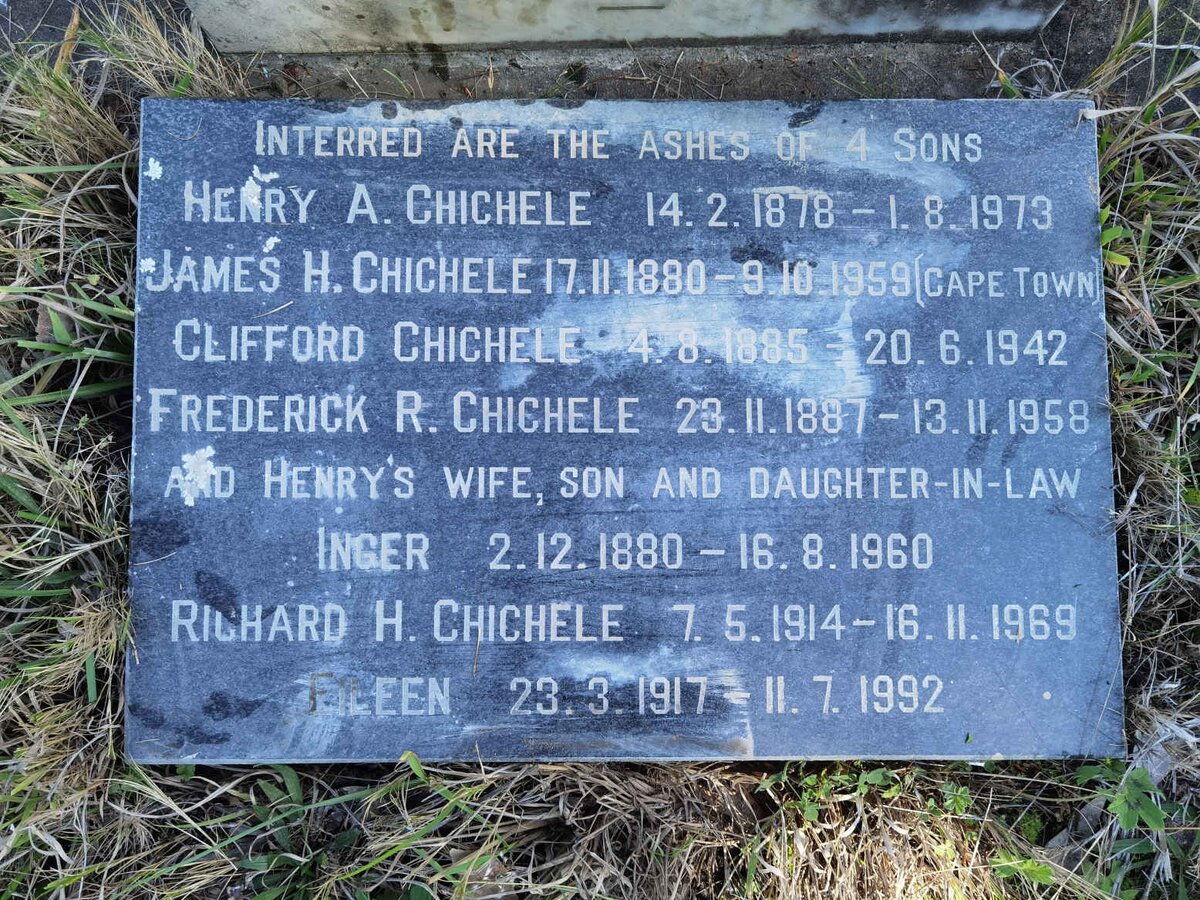 Interred are the ashes of 4 Sons
Henry A. Chichele 14.2.1878 – 1.8.1973
James H. Chichele 17.11.1880 – 9.10.1959 (Cape Town)
Clifford Chichele 4.8.1885 – 20.6.1942
Frederick R. Chichele 23.11.1887 – 13.11.1958
and Henry's wife, son and daughter-in-law
Inger 2.12.1880 – 16.8.1960
Richard H. Chichele 7.5.1914 – 16.11.1969
Eileen 23.3.1917 – 11.7.1992